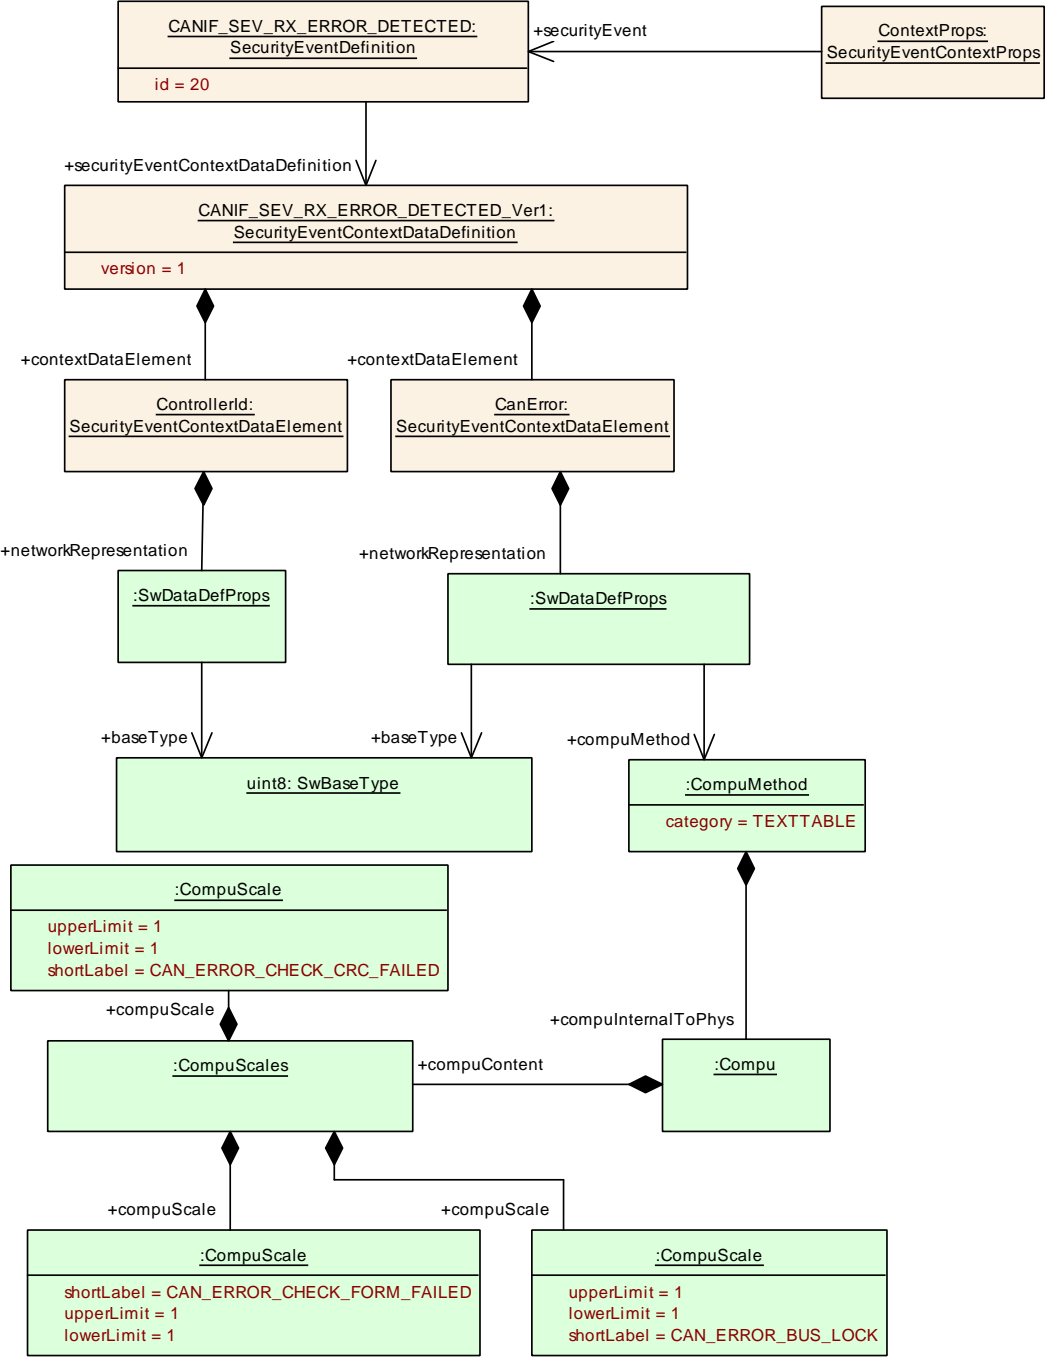 CANIF_SEV_RX_ERROR_DETECTED:
SecurityEventDefinition
id = 20
+securityEvent
ContextProps:
SecurityEventContextProps
+securityEventContextDataDefinition
CANIF_SEV_RX_ERROR_DETECTED_Ver1:
SecurityEventContextDataDefinition
version = 1
+contextDataElement
+contextDataElement
ControllerId:
SecurityEventContextDataElement
CanError:
SecurityEventContextDataElement
+networkRepresentation
+networkRepresentation
:SwDataDefProps
:SwDataDefProps
+baseType
+baseType
+compuMethod
uint8: SwBaseType
:CompuMethod
category = TEXTTABLE
:CompuScale
upperLimit = 1
lowerLimit = 1
shortLabel = CAN_ERROR_CHECK_CRC_FAILED
+compuScale
+compuInternalToPhys
:CompuScales
+compuContent
:Compu
+compuScale
+compuScale
:CompuScale
shortLabel = CAN_ERROR_CHECK_FORM_FAILED
upperLimit = 1
lowerLimit = 1
:CompuScale
upperLimit = 1
lowerLimit = 1
shortLabel = CAN_ERROR_BUS_LOCK